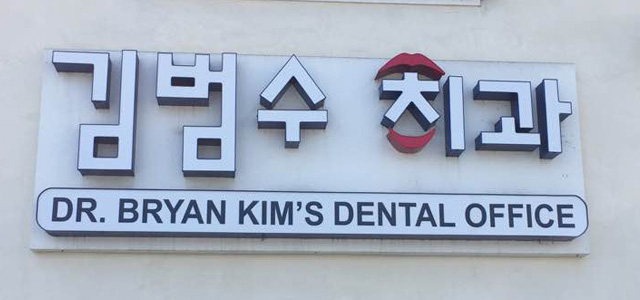 김범수 치과
DR. BRYAN KIM'S DENTAL OFFICE